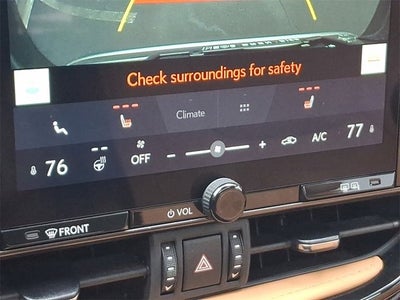 Check surroundings for safety
Climate
76
OFF
A/C
77
FRONT
VOL